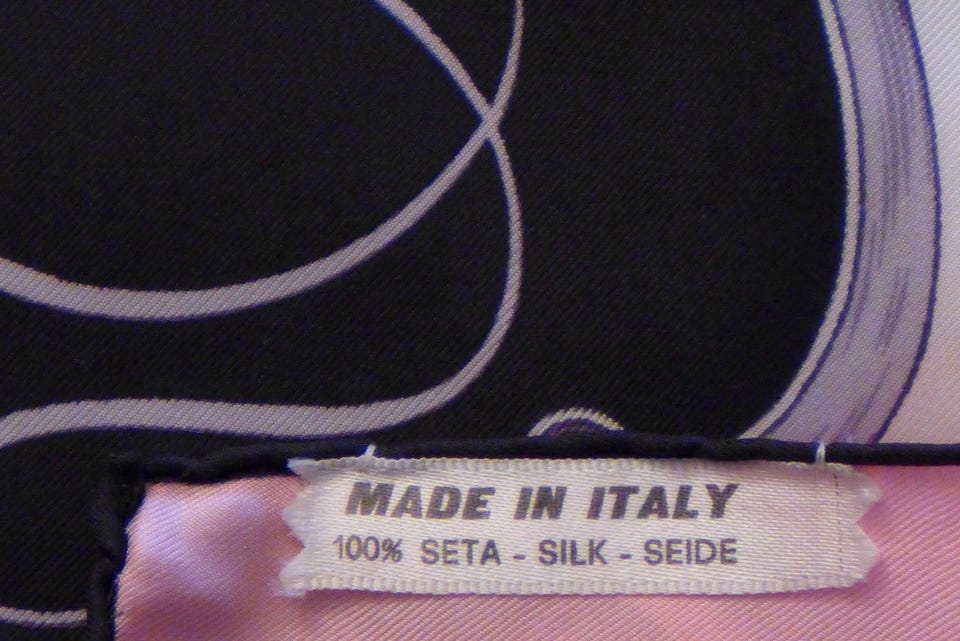 MADE IN ITALY
100% SETA - SILK - SEIDE